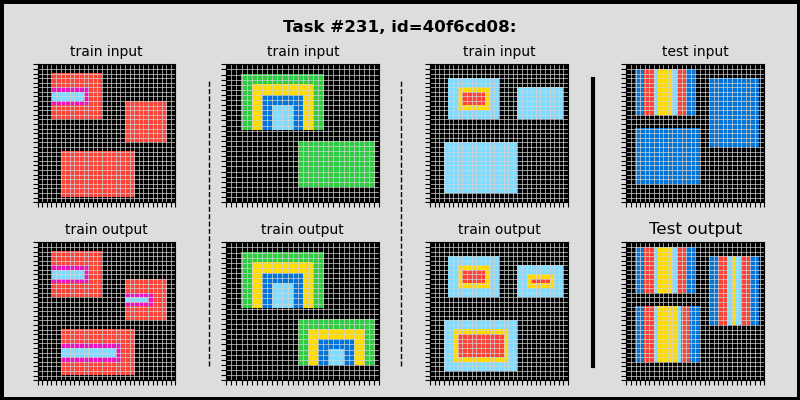 Task #231, id=40f6cd08:
train input
train input
train input
test input
train output
train output
train output
Test output